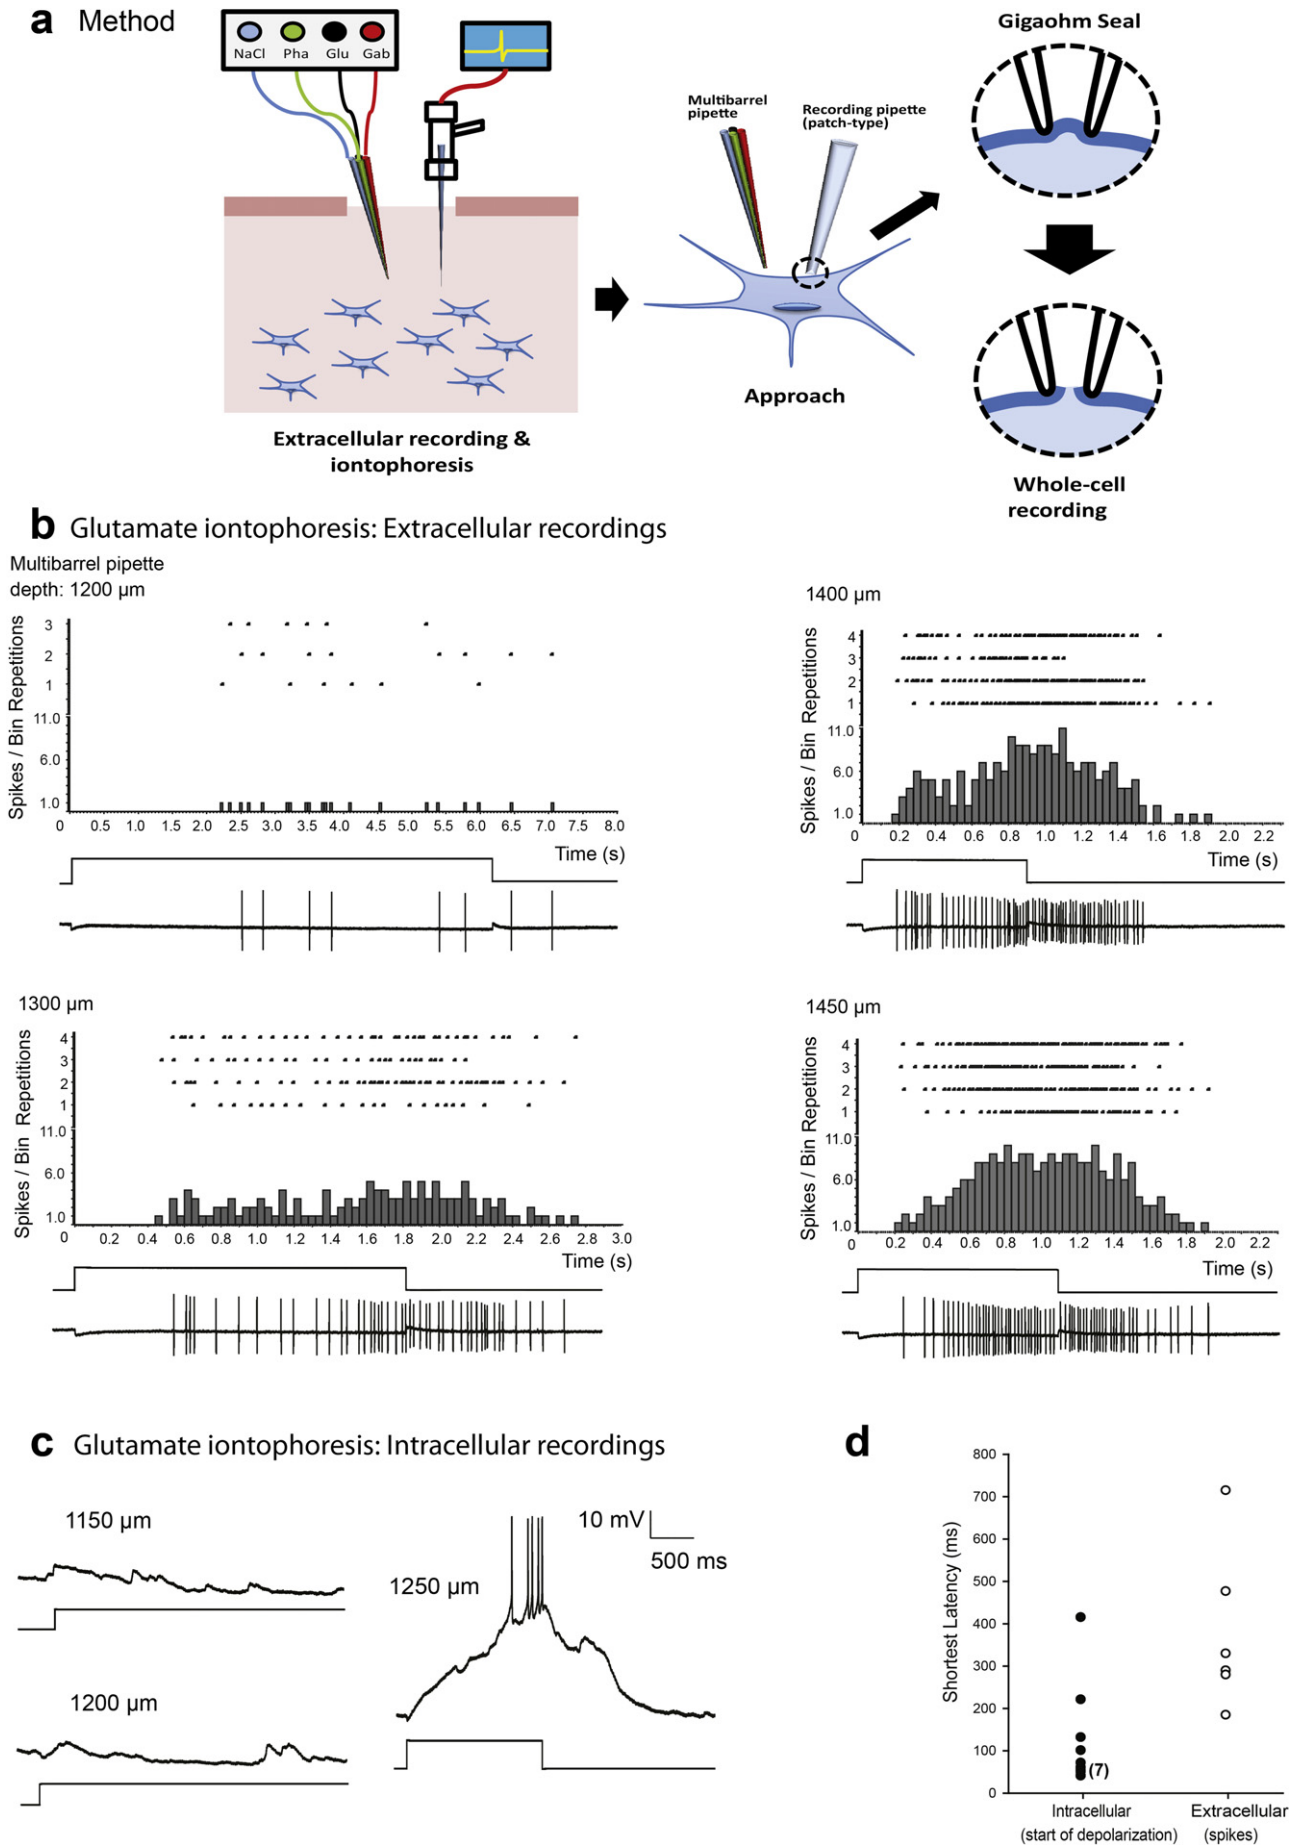 a Method
NaCl Pha Glu Gab
Extracellular recording &
iontophoresis
Multibarrel
pipette
Recording pipette
(patch-type)
Approach
Gigaohm Seal
Whole-cell
recording
b Glutamate iontophoresis: Extracellular recordings
Multibarrel pipette
depth: 1200 µm
Spikes / Bin Repetitions
3
2
1
11.0
6.0
1.0
0 0.5 1.0 1.5 2.0 2.5 3.0 3.5 4.0 4.5 5.0 5.5 6.0 6.5 7.0 7.5 8.0
Time (s)
1400 µm
Spikes / Bin Repetitions
4
3
2
1
11.0
6.0
1.0
0 0.2 0.4 0.6 0.8 1.0 1.2 1.4 1.6 1.8 2.0 2.2
Time (s)
1300 µm
Spikes / Bin Repetitions
4
3
2
1
11.0
6.0
1.0
0 0.2 0.4 0.6 0.8 1.0 1.2 1.4 1.6 1.8 2.0 2.2 2.4 2.6 2.8 3.0
Time (s)
1450 µm
Spikes / Bin Repetitions
4
3
2
1
11.0
6.0
1.0
0 0.2 0.4 0.6 0.8 1.0 1.2 1.4 1.6 1.8 2.0 2.2
Time (s)
c Glutamate iontophoresis: Intracellular recordings
1150 µm
1200 µm
1250 µm
10 mV
500 ms
d
Shortest Latency (ms)
800
700
600
500
400
300
200
100
0
(7)
Intracellular
(start of depolarization)
Extracellular
(spikes)